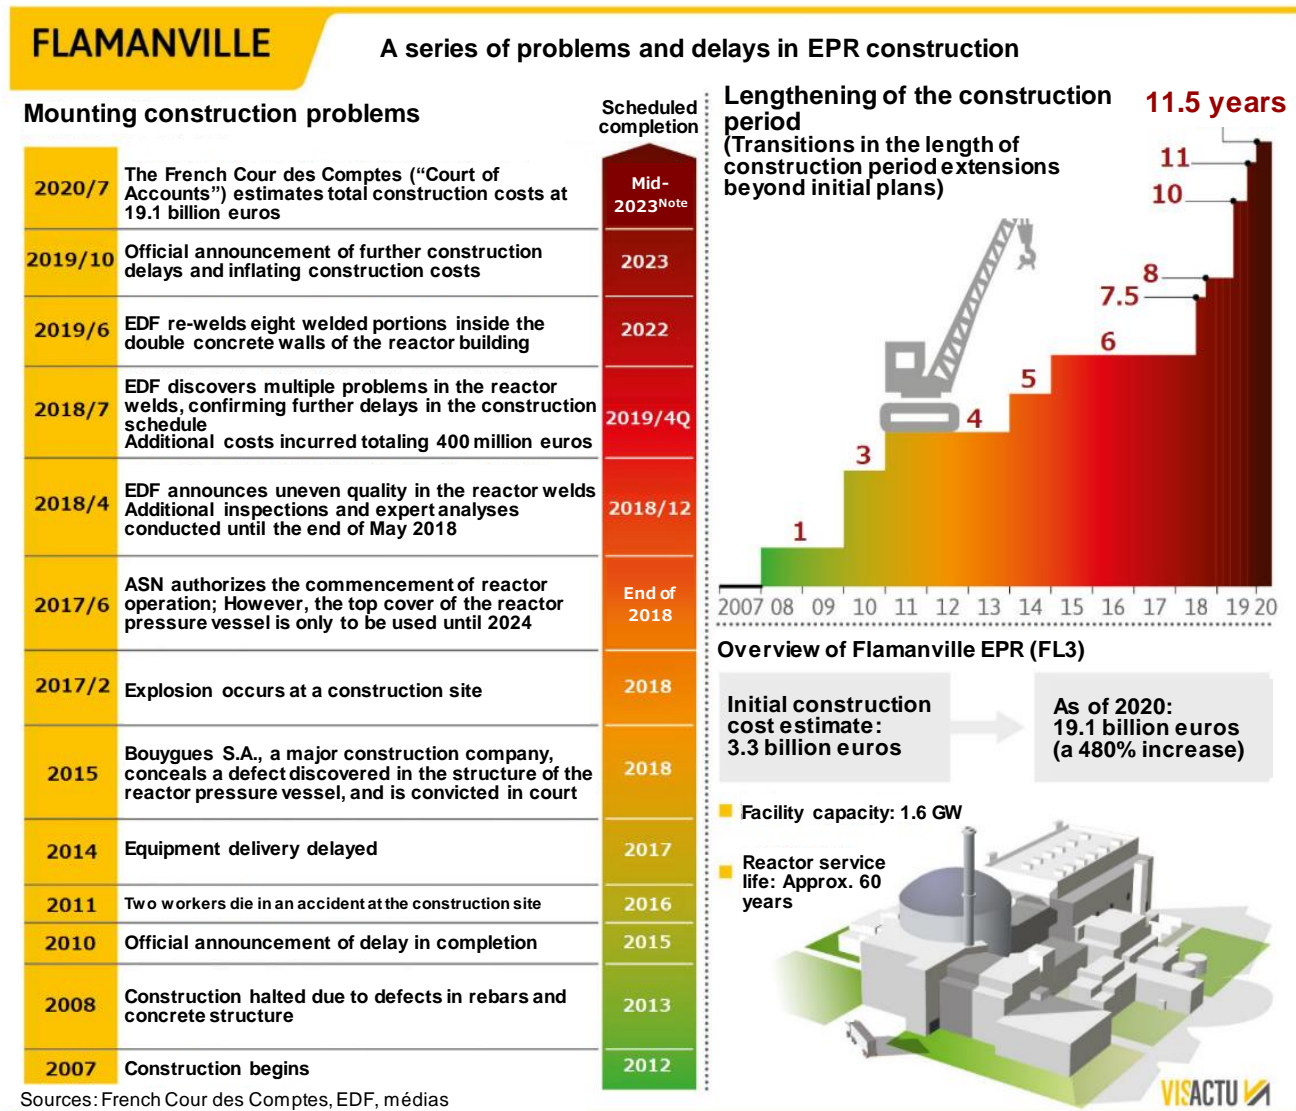 FLAMANVILLE
A series of problems and delays in EPR construction
Mounting construction problems
Scheduled
completion
2020/7
The French Cour des Comptes (“Court of
Accounts”) estimates total construction costs at
19.1 billion euros
Mid-
2023Note
2019/10
Official announcement of further construction
delays and inflating construction costs
2023
2019/6
EDF re-welds eight welded portions inside the
double concrete walls of the reactor building
2022
2018/7
EDF discovers multiple problems in the reactor
welds, confirming further delays in the construction
schedule
Additional costs incurred totaling 400 million euros
2019/4Q
2018/4
EDF announces uneven quality in the reactor welds
Additional inspections and expert analyses
conducted until the end of May 2018
2018/12
2017/6
ASN authorizes the commencement of reactor
operation; However, the top cover of the reactor
pressure vessel is only to be used until 2024
End of
2018
2017/2
Explosion occurs at a construction site
2018
2015
Bouygues S.A., a major construction company,
conceals a defect discovered in the structure of the
reactor pressure vessel, and is convicted in court
2018
2014
Equipment delivery delayed
2017
2011
Two workers die in an accident at the construction site
2016
2010
Official announcement of delay in completion
2015
2008
Construction halted due to defects in rebars and
concrete structure
2013
2007
Construction begins
2012
Sources: French Cour des Comptes, EDF, médias
Lengthening of the construction
period
(Transitions in the length of
construction period extensions
beyond initial plans)
11.5 years
11
10
8
7.5
6
5
4
3
1
2007 08 09 10 11 12 13 14 15 16 17 18 19 20
Overview of Flamanville EPR (FL3)
Initial construction
cost estimate:
3.3 billion euros
As of 2020:
19.1 billion euros
(a 480% increase)
Facility capacity: 1.6 GW
Reactor service
life: Approx. 60
years
VISACTU